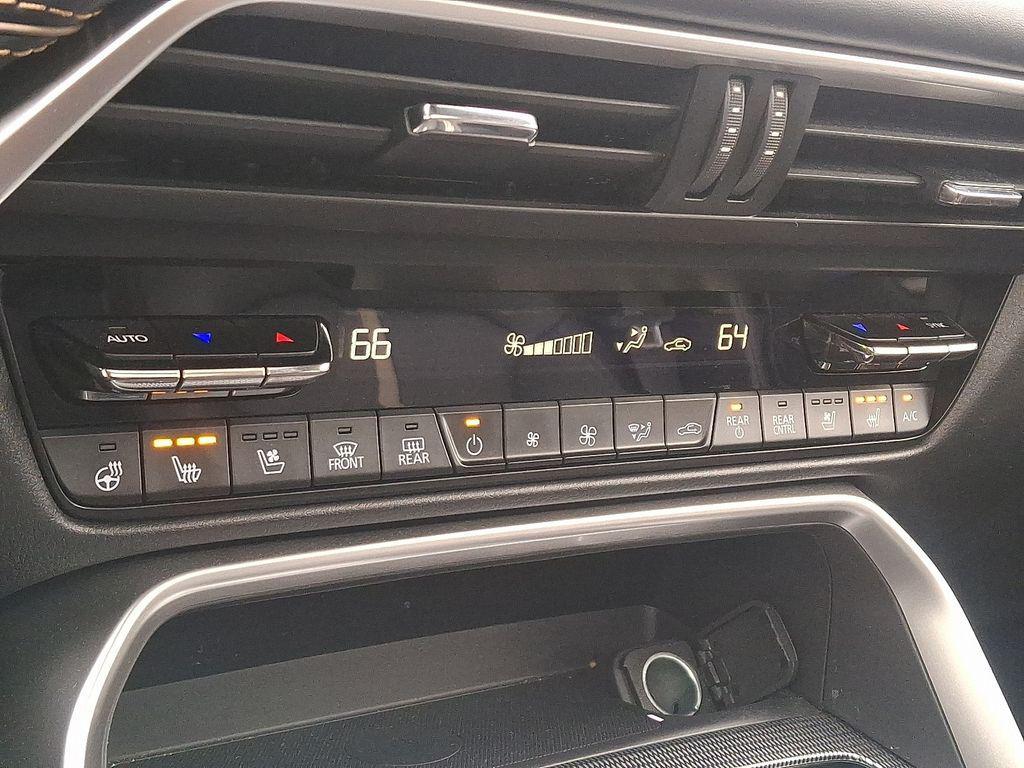 AUTO
66
64
SYNC
FRONT
REAR
REAR
REAR
CNTRL
A/C